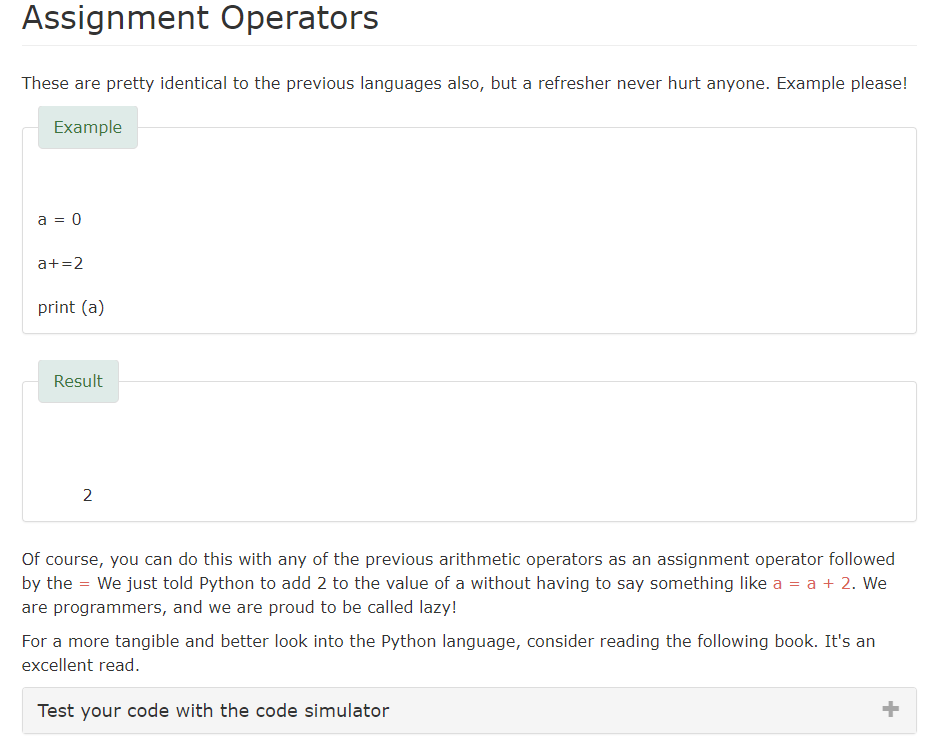 Assignment Operators
These are pretty identical to the previous languages also, but a refresher never hurt anyone. Example please!
Example
a = 0
a+=2
print (a)
Result
2
Of course, you can do this with any of the previous arithmetic operators as an assignment operator followed
by the = We just told Python to add 2 to the value of a without having to say something like a = a + 2. We
are programmers, and we are proud to be called lazy!
For a more tangible and better look into the Python language, consider reading the following book. It's an
excellent read.
Test your code with the code simulator